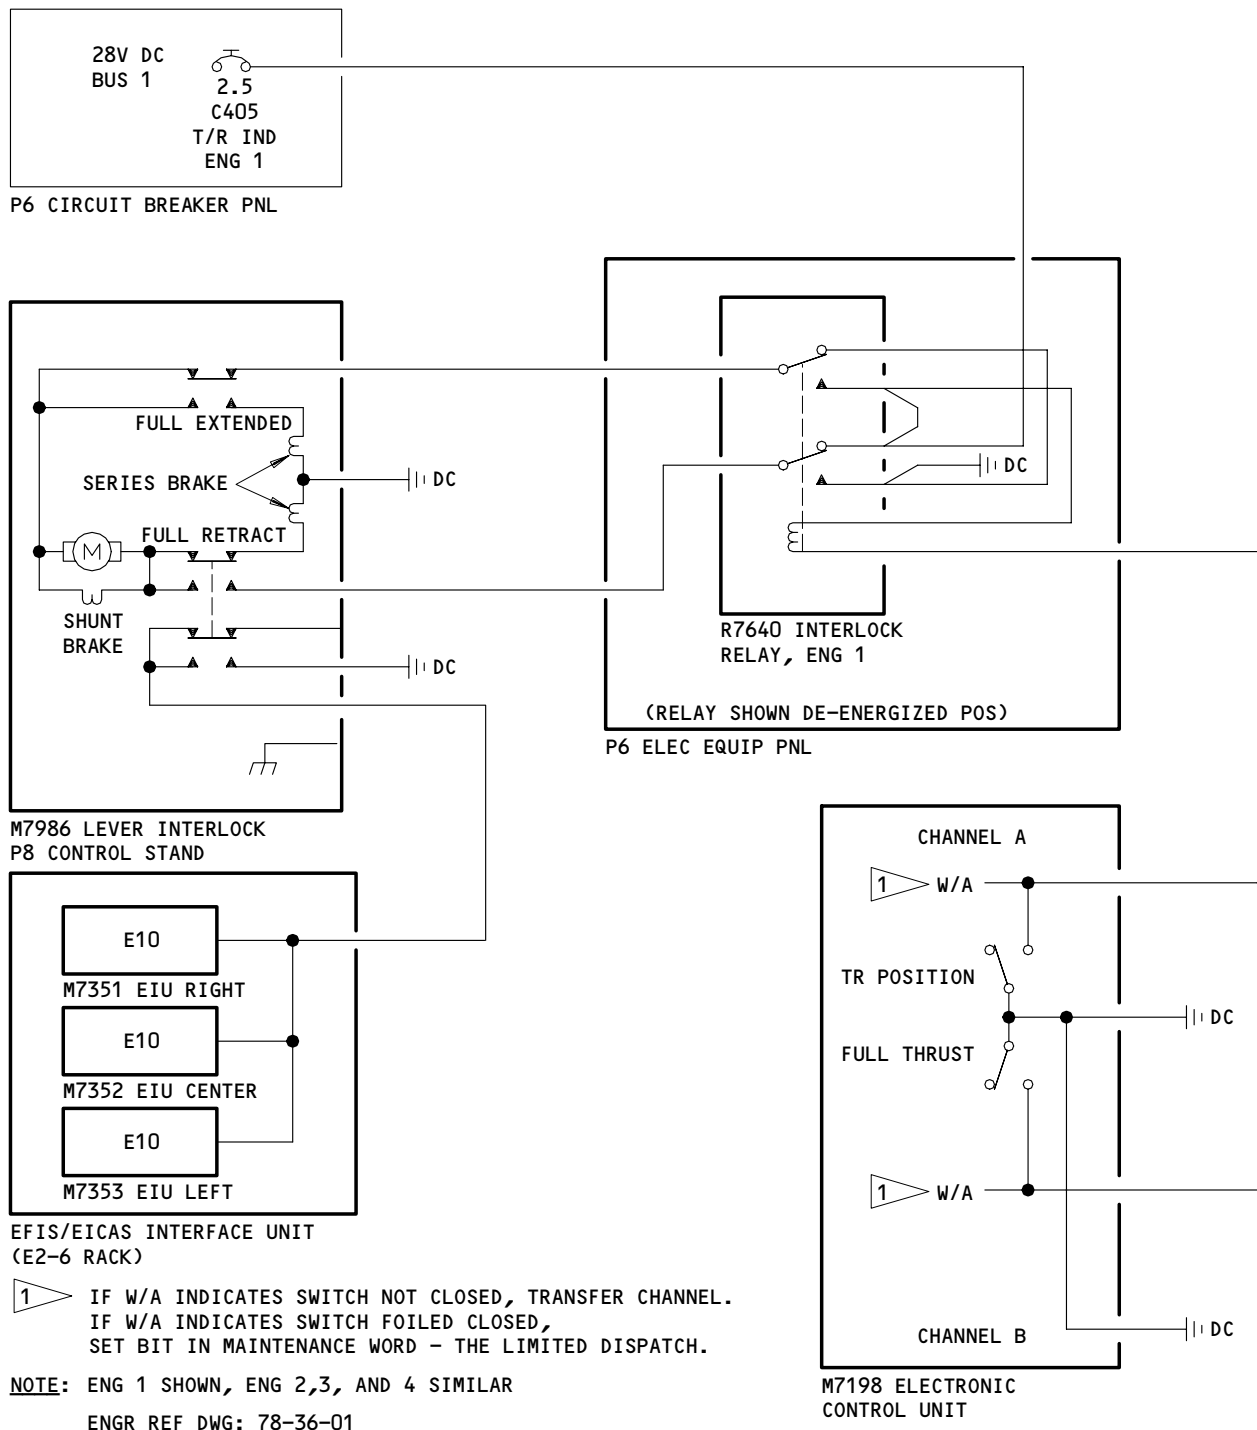 28V DC
BUS 1
2.5
C405
T/R IND
ENG 1
P6 CIRCUIT BREAKER PNL
FULL EXTENDED
SERIES BRAKE
DC
FULL RETRACT
M
SHUNT
BRAKE
DC
M7986 LEVER INTERLOCK
P8 CONTROL STAND
DC
R7640 INTERLOCK
RELAY, ENG 1
(RELAY SHOWN DE-ENERGIZED POS)
P6 ELEC EQUIP PNL
E10
M7351 EIU RIGHT
E10
M7352 EIU CENTER
E10
M7353 EIU LEFT
EFIS/EICAS INTERFACE UNIT
(E2-6 RACK)
CHANNEL A
1 W/A
TR POSITION
DC
FULL THRUST
1 W/A
CHANNEL B
DC
M7198 ELECTRONIC
CONTROL UNIT
1 IF W/A INDICATES SWITCH NOT CLOSED, TRANSFER CHANNEL.
IF W/A INDICATES SWITCH FOILED CLOSED,
SET BIT IN MAINTENANCE WORD - THE LIMITED DISPATCH.
NOTE: ENG 1 SHOWN, ENG 2,3, AND 4 SIMILAR
ENGR REF DWG: 78-36-01